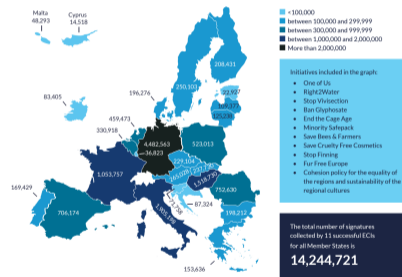 Malta
48,293
Cyprus
14,518
<100,000
between 100,000 and 299,999
between 300,000 and 999,999
between 1,000,000 and 2,000,000
More than 2,000,000
208,431
250,103
83,405
196,276
459,473
330,918
4,482,563
36,823
523,013
229,104
1,053,757
752,630
87,324
198,212
169,429
706,174
153,636
Initiatives included in the graph:
• One of Us
• Right2Water
• Stop Vivisection
• Ban Glyphosate
• End the Cage Age
• Minority Safepack
• Save Bees & Farmers
• Save Cruelty Free Cosmetics
• Stop Finning
• Fur Free Europe
• Cohesion policy for the equality of
the regions and sustainability of the
regional cultures
The total number of signatures
collected by 11 successful ECIs
for all Member States is
14,244,721